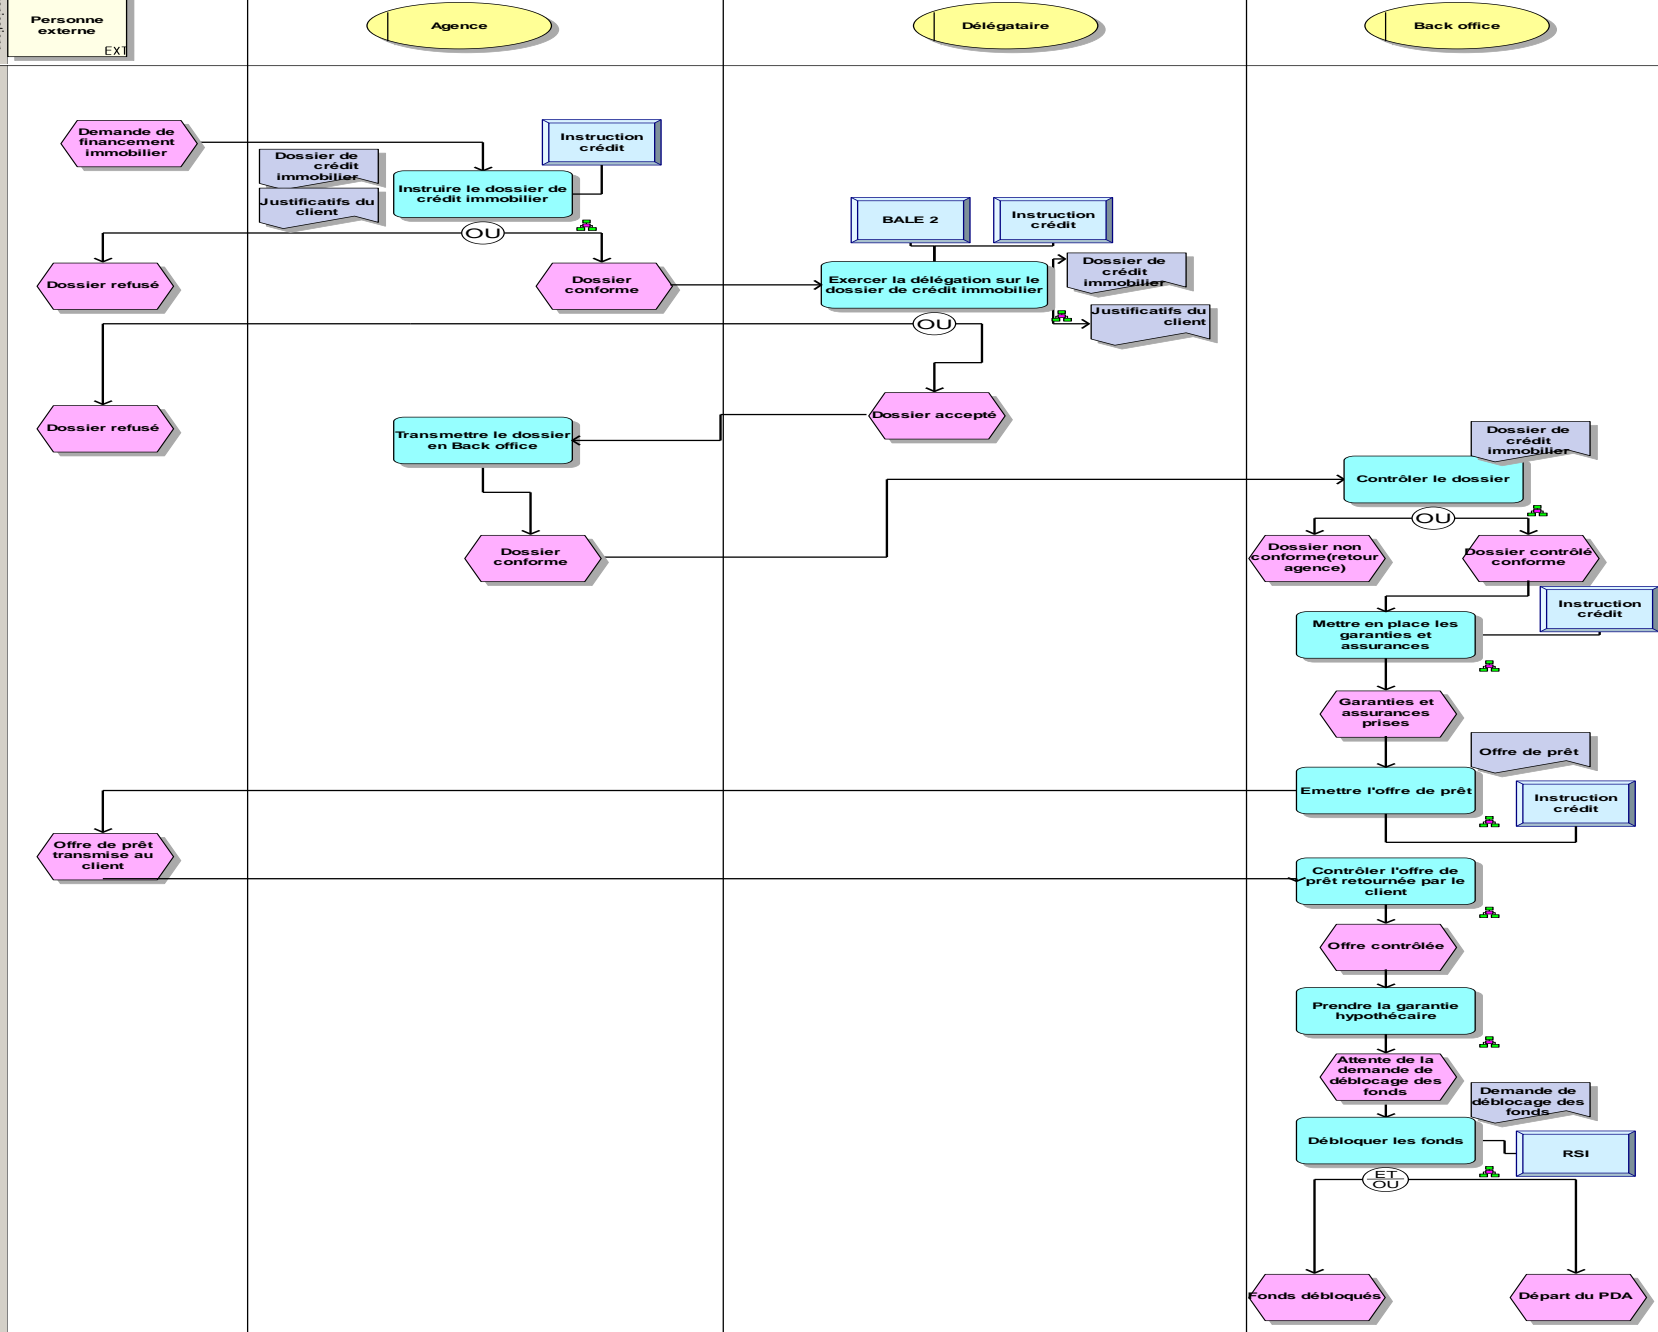 Personne
externe
EXT
Agence
Délégataire
Back office
Demande de
financement
immobilier
Dossier de
crédit
immobilier
Justificatifs du
client
Instruire le dossier de
crédit immobilier
Instruction
crédit
OU
Dossier refusé
Dossier
conforme
BALE 2
Instruction
crédit
Exercer la délégation sur le
dossier de crédit immobilier
Dossier de
crédit
immobilier
Justificatifs du
client
OU
Dossier refusé
Dossier accepté
Transmettre le dossier
en Back office
Dossier
conforme
Dossier de
crédit
immobilier
Contrôler le dossier
OU
Dossier non
conforme(retour
agence)
Dossier contrôlé
conforme
Instruction
crédit
Mettre en place les
garanties et
assurances
Garanties et
assurances
prises
Offre de prêt
Emettre l'offre de prêt
Instruction
crédit
Offre de prêt
transmise au
client
Contrôler l'offre de
prêt retournée par le
client
Offre contrôlée
Prendre la garantie
hypothécaire
Attente de la
demande de
déblocage des
fonds
Demande de
déblocage des
fonds
Débloquer les fonds
RSI
ET
OU
Fonds débloqués
Départ du PDA